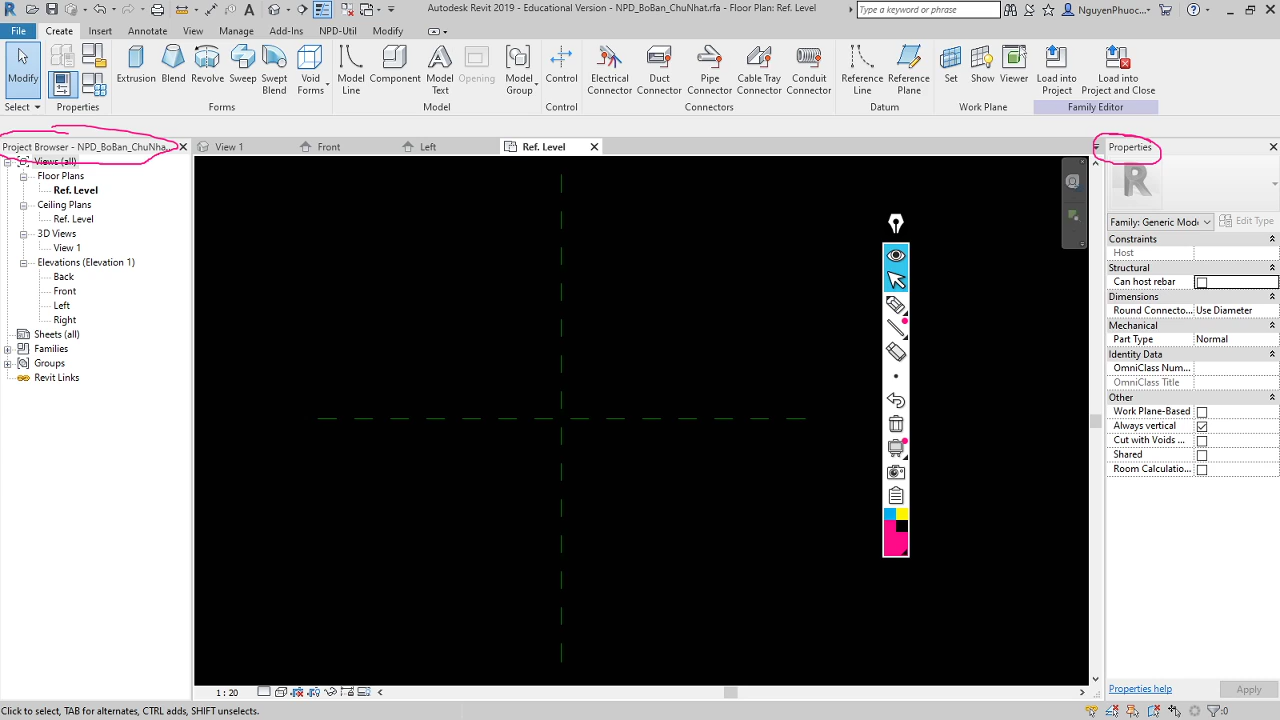 Autodesk Revit 2019 - Educational Version - NPD_BoBan_ChuNhat.rfa - Floor Plan: Ref. Level
Type a keyword or phrase
NguyenPhuoc...
File Create Insert Annotate View Manage Add-Ins NPD-Util Modify
Modify
Extrusion Blend Revolve Sweep Swept Blend Void Forms
Model Line Component Model Text Opening Model Group
Control
Electrical Connector Duct Connector Pipe Connector Cable Tray Connector Conduit Connector
Reference Line Reference Plane
Set Show Viewer
Load into Project Load into Project and Close
Select Properties Forms Model Control Connectors Datum Work Plane Family Editor
Project Browser - NPD_BoBan_ChuNha...
View 1 Front Left Ref. Level
Properties
Views (all)
Floor Plans
Ref. Level
Ceiling Plans
Ref. Level
3D Views
View 1
Elevations (Elevation 1)
Back
Front
Left
Right
Sheets (all)
Families
Groups
Revit Links
R
Family: Generic Mode Edit Type
Constraints
Host
Structural
Can host rebar
Dimensions
Round Connecto... Use Diameter
Mechanical
Part Type Normal
Identity Data
OmniClass Num...
OmniClass Title
Other
Work Plane-Based
Always vertical
Cut with Voids ...
Shared
Room Calculatio...
Properties help Apply
1 : 20
Click to select, TAB for alternates, CTRL adds, SHIFT unselects.
:0